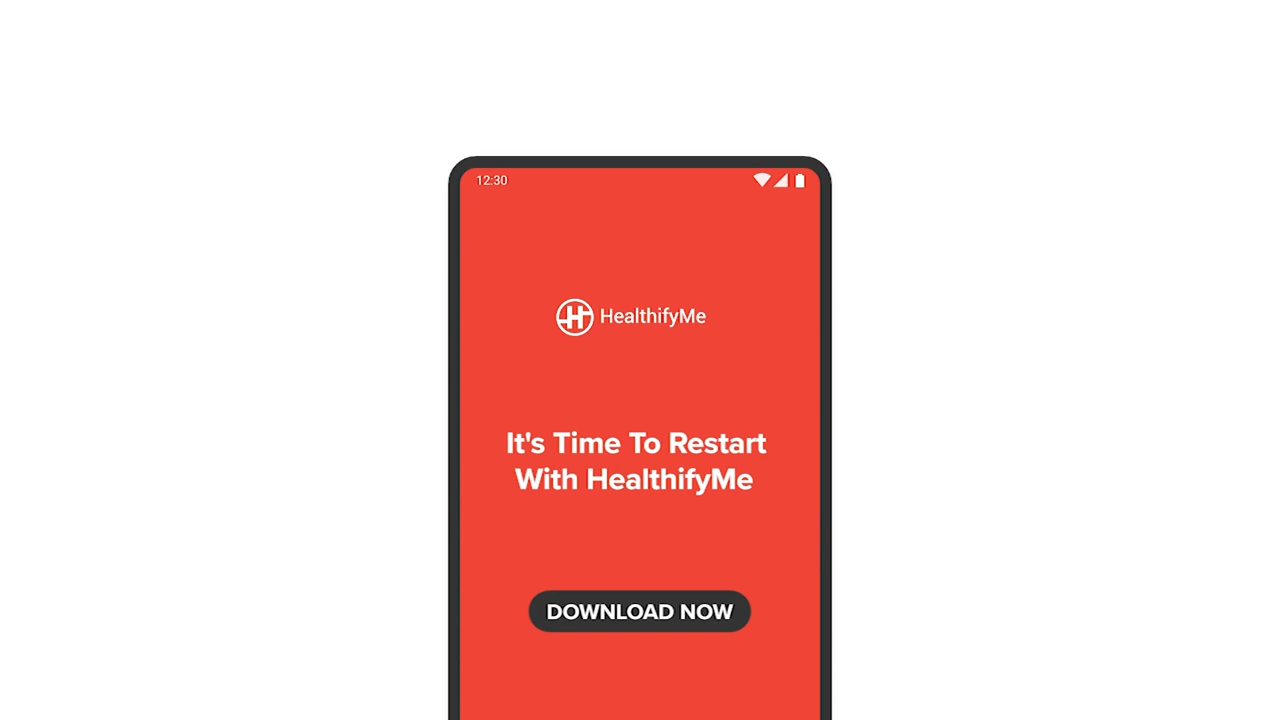 12:30
HealthifyMe
It's Time To Restart
With HealthifyMe
DOWNLOAD NOW